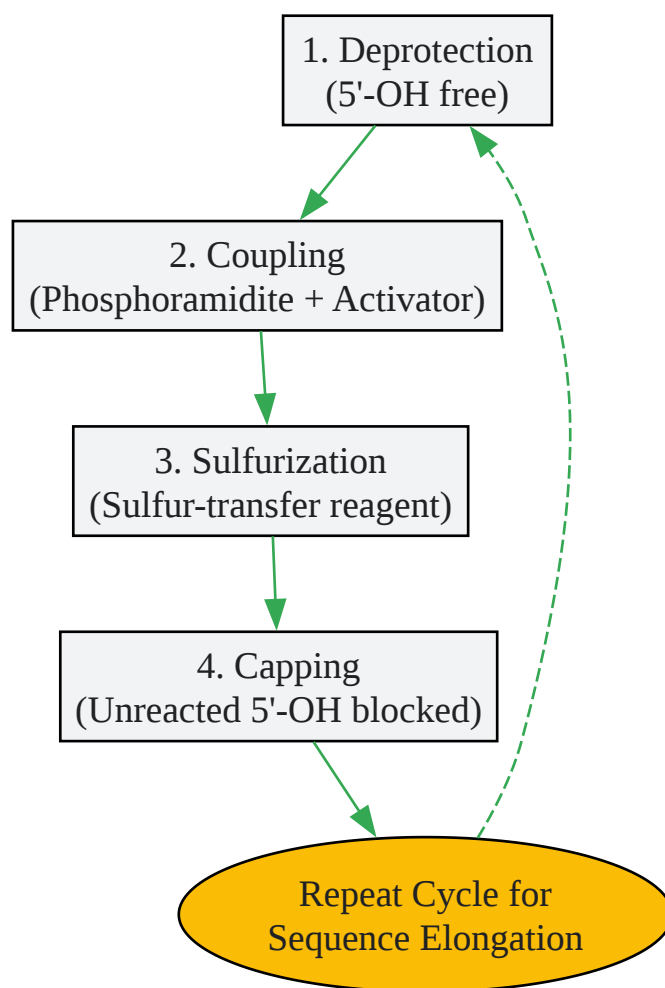 1. Deprotection
(5'-OH free)
2. Coupling
(Phosphoramidite + Activator)
3. Sulfurization
(Sulfur-transfer reagent)
4. Capping
(Unreacted 5'-OH blocked)
Repeat Cycle for
Sequence Elongation